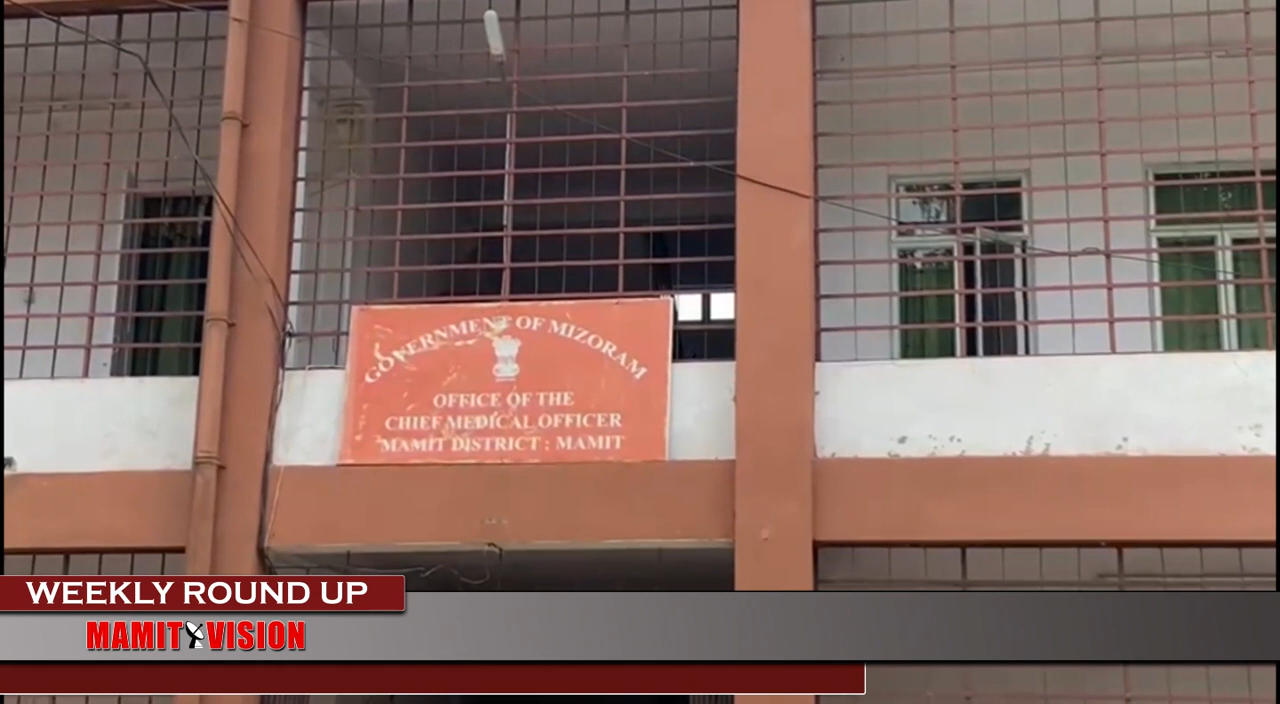 GOVERNMENT OF MIZORAM
OFFICE OF THE
CHIEF MEDICAL OFFICER
MAMIT DISTRICT : MAMIT
WEEKLY ROUND UP
MAMIT VISION